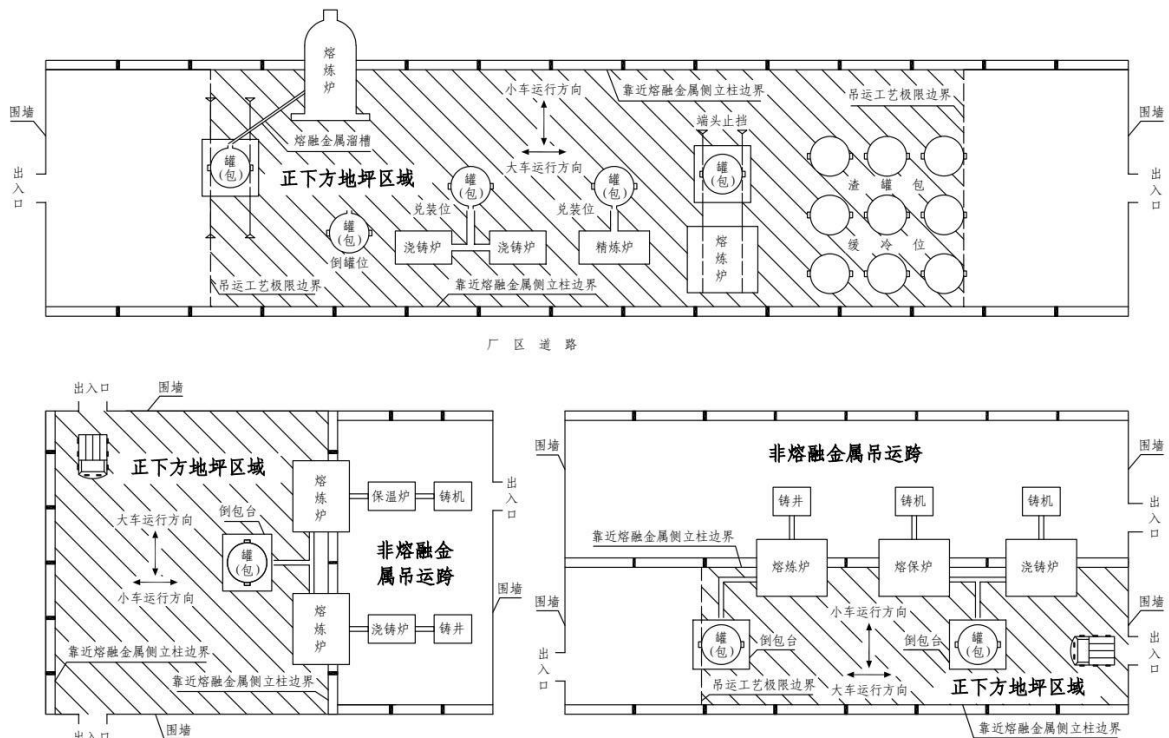 熔炼炉
围墙
出入口
熔融金属溜槽
罐(包)
正下方地坪区域
小车运行方向
大车运行方向
靠近熔融金属侧立柱边界
吊运工艺极限边界
端头止挡
罐(包)
罐(包)
罐(包)
兑装位
兑装位
罐(包)
倒罐位
浇铸炉
浇铸炉
精炼炉
熔炼炉
渣罐包
缓冷位
围墙
出入口
吊运工艺极限边界
靠近熔融金属侧立柱边界
厂区道路
出入口
围墙
正下方地坪区域
熔炼炉
保温炉
铸机
出入口
倒包台
大车运行方向
罐(包)
非熔融金
属吊运跨
小车运行方向
熔炼炉
浇铸炉
铸井
围墙
靠近熔融金属侧立柱边界
靠近熔融金属侧立柱边界
出入口
围墙
围墙
非熔融金属吊运跨
围墙
铸井
铸机
铸机
出入口
靠近熔融金属侧立柱边界
熔炼炉
熔保炉
浇铸炉
围墙
围墙
小车运行方向
罐(包)
倒包台
倒包台
罐(包)
出入口
出入口
吊运工艺极限边界
大车运行方向
正下方地坪区域
靠近熔融金属侧立柱边界